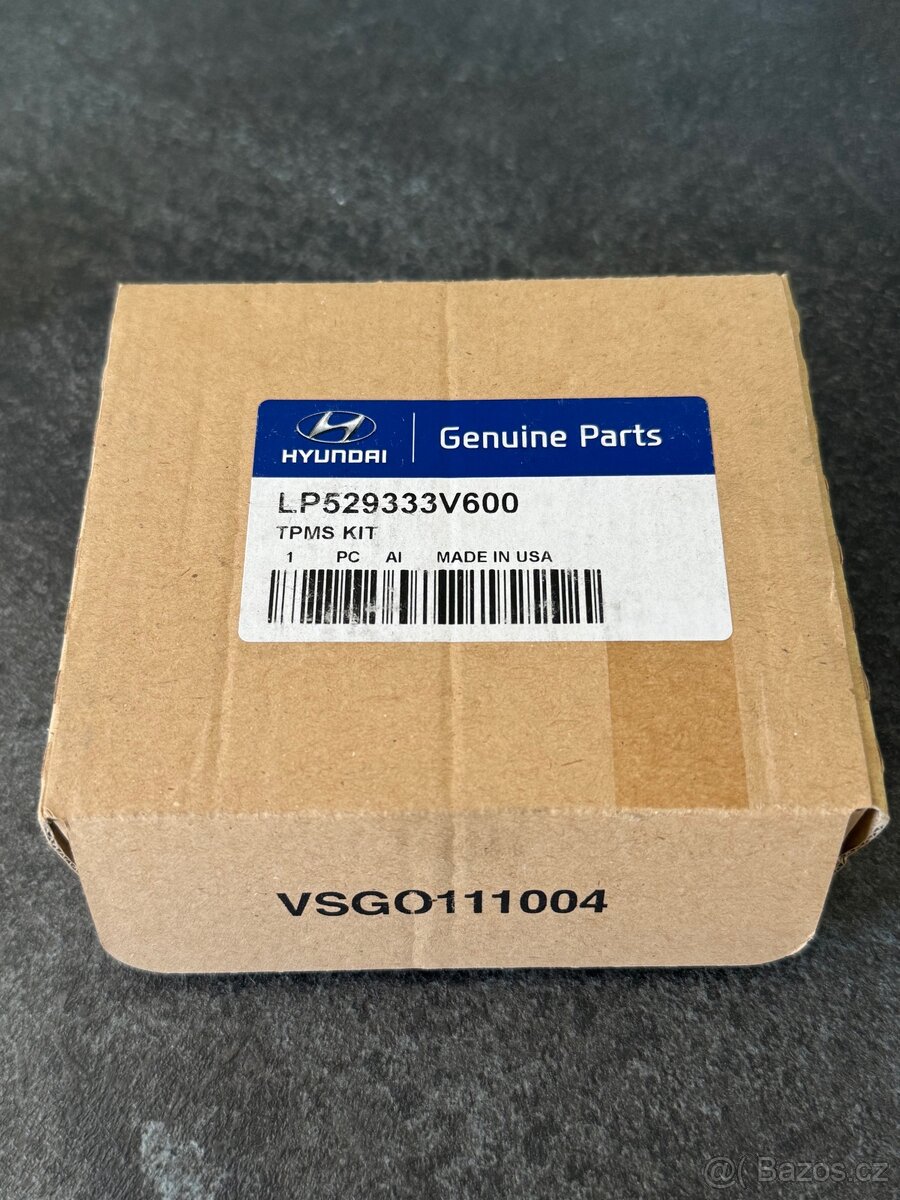 HYUNDAI
Genuine Parts
LP529333V600
TPMS KIT
1 PC AI MADE IN USA
VSGO111004
@( Bazos.cz